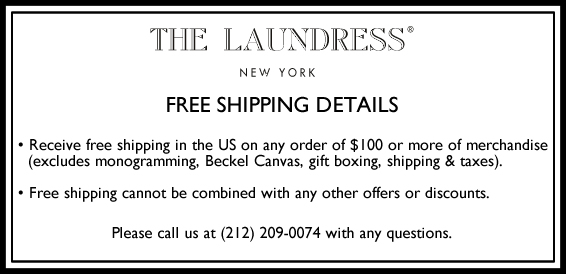 THE LAUNDRESS®
NEW YORK
FREE SHIPPING DETAILS
• Receive free shipping in the US on any order of $100 or more of merchandise
(excludes monogramming, Beckel Canvas, gift boxing, shipping & taxes).
• Free shipping cannot be combined with any other offers or discounts.
Please call us at (212) 209-0074 with any questions.